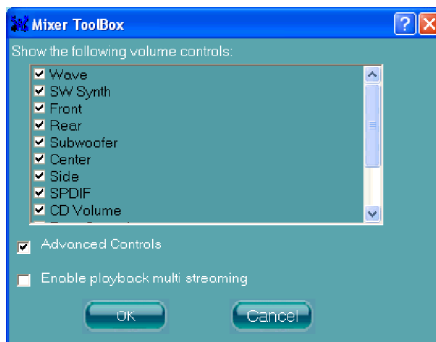 Mixer ToolBox
Show the following volume controls:
Wave
SW Synth
Front
Rear
Subwoofer
Center
Side
SPDIF
CD Volume
Advanced Controls
Enable playback multi streaming
OK
Cancel